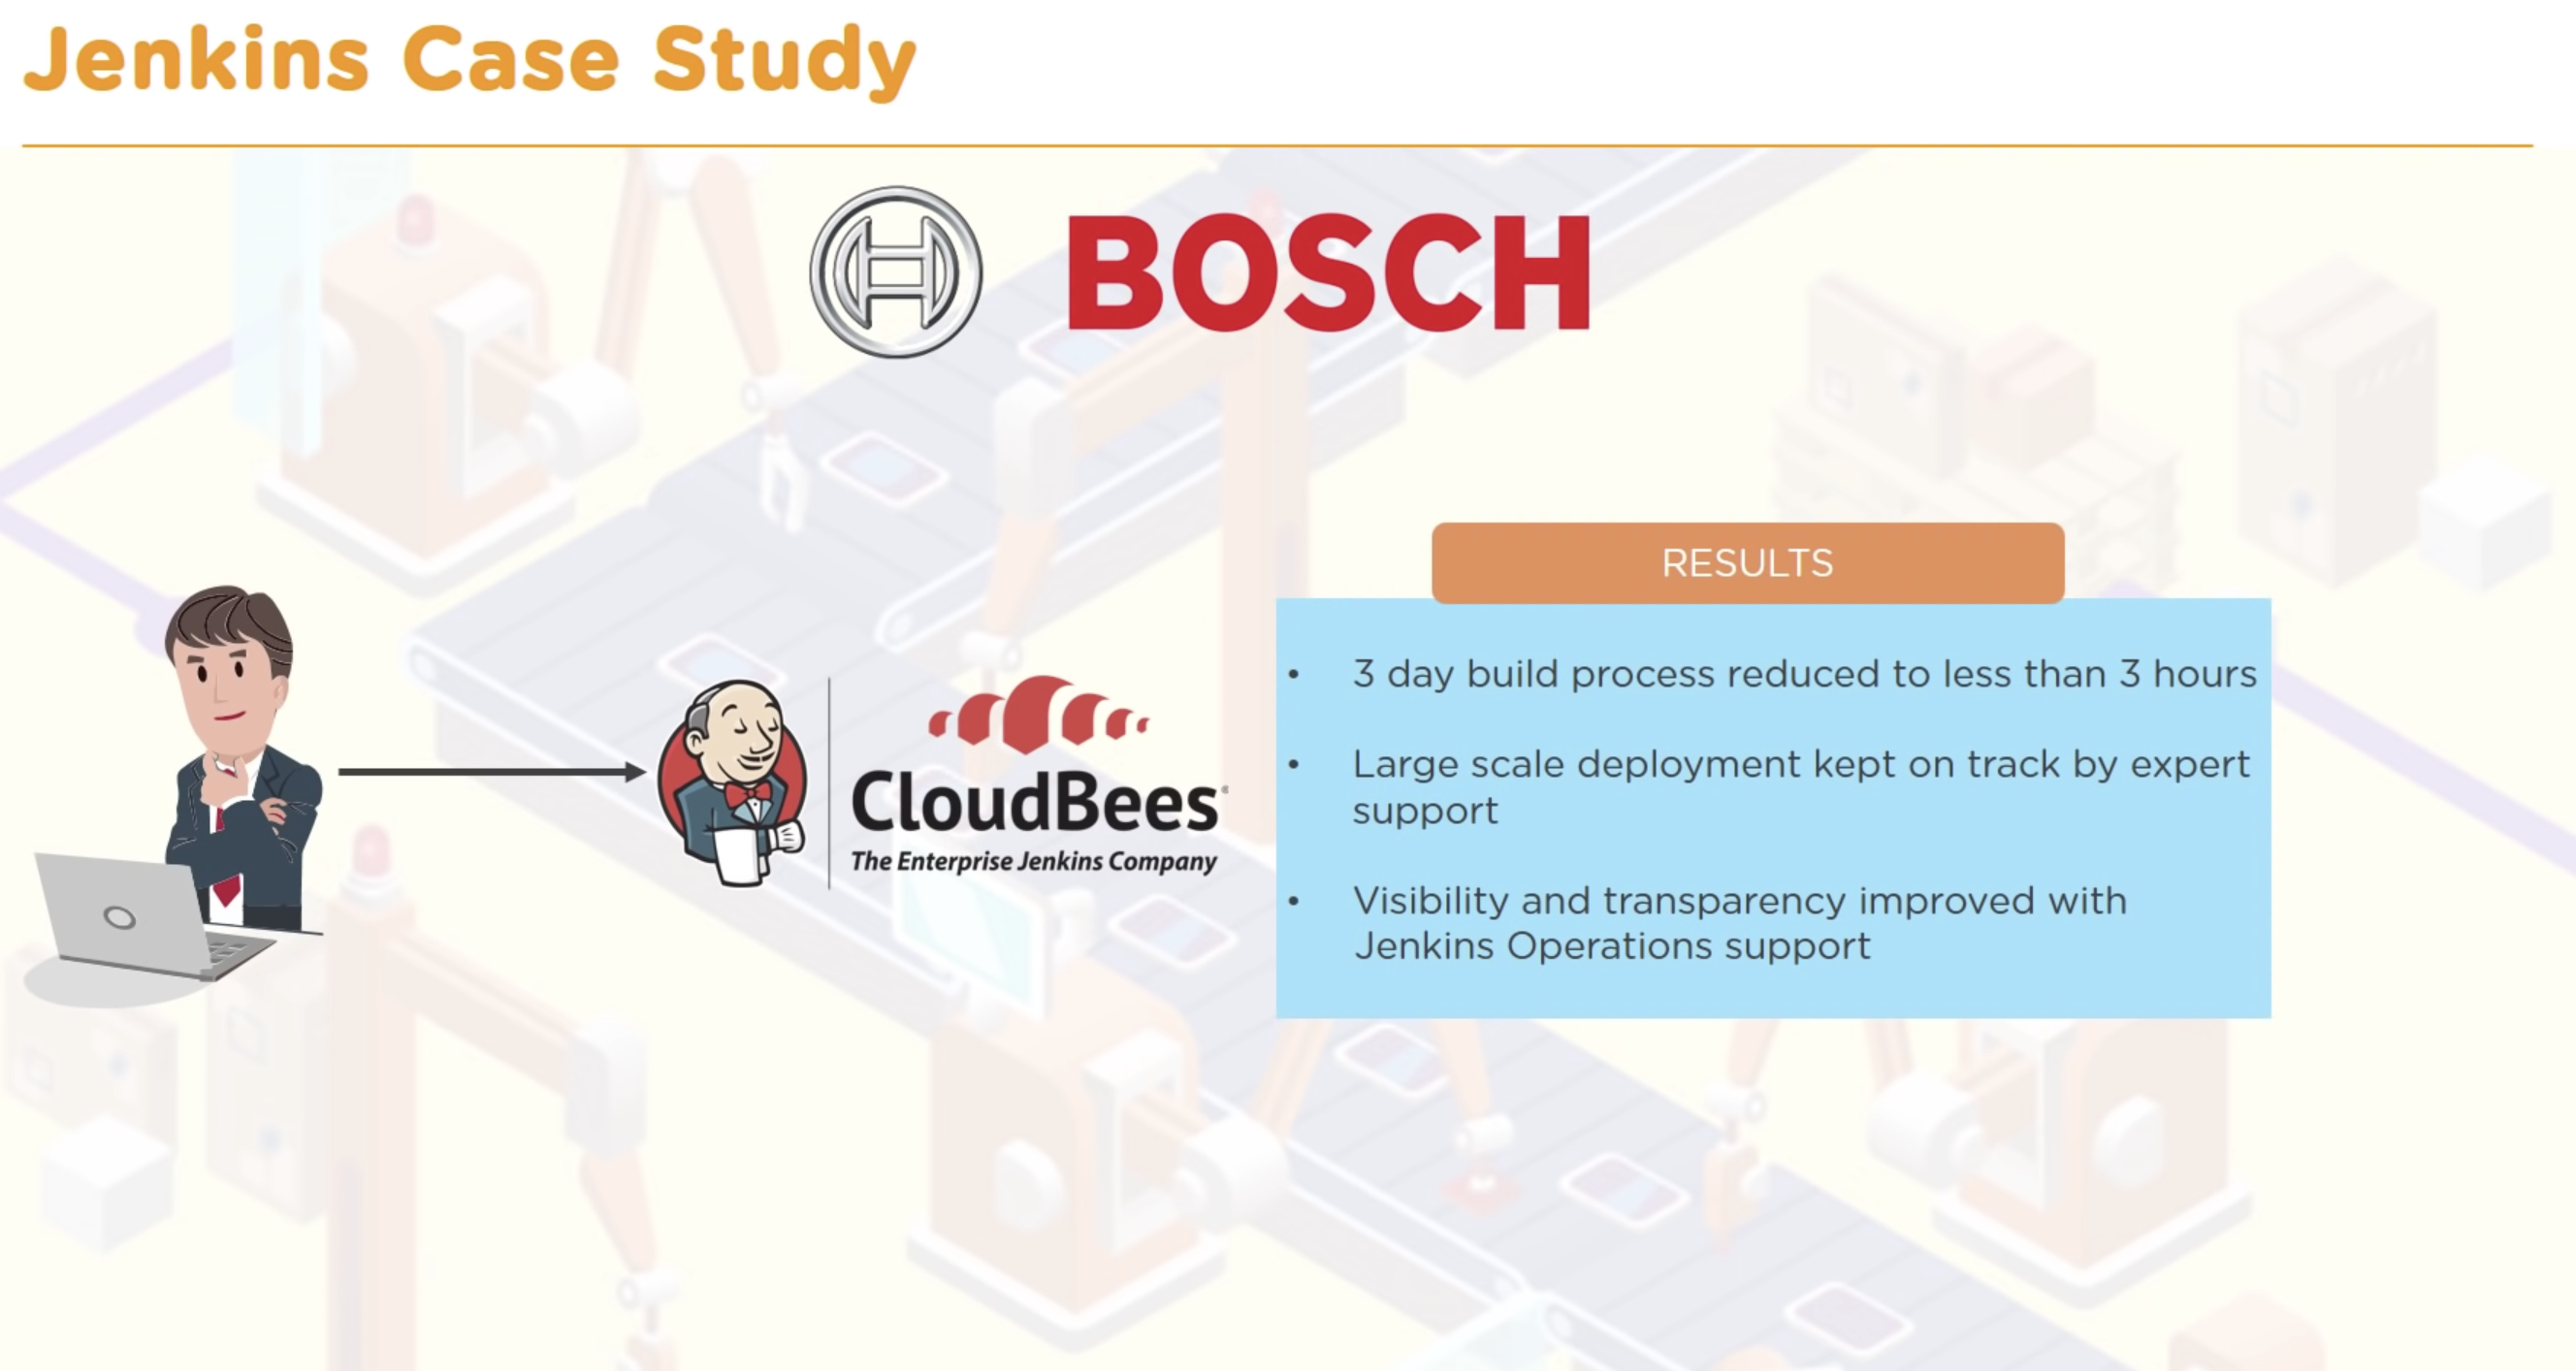 Jenkins Case Study
BOSCH
RESULTS
• 3 day build process reduced to less than 3 hours
• Large scale deployment kept on track by expert
support
• Visibility and transparency improved with
Jenkins Operations support
CloudBees
The Enterprise Jenkins Company